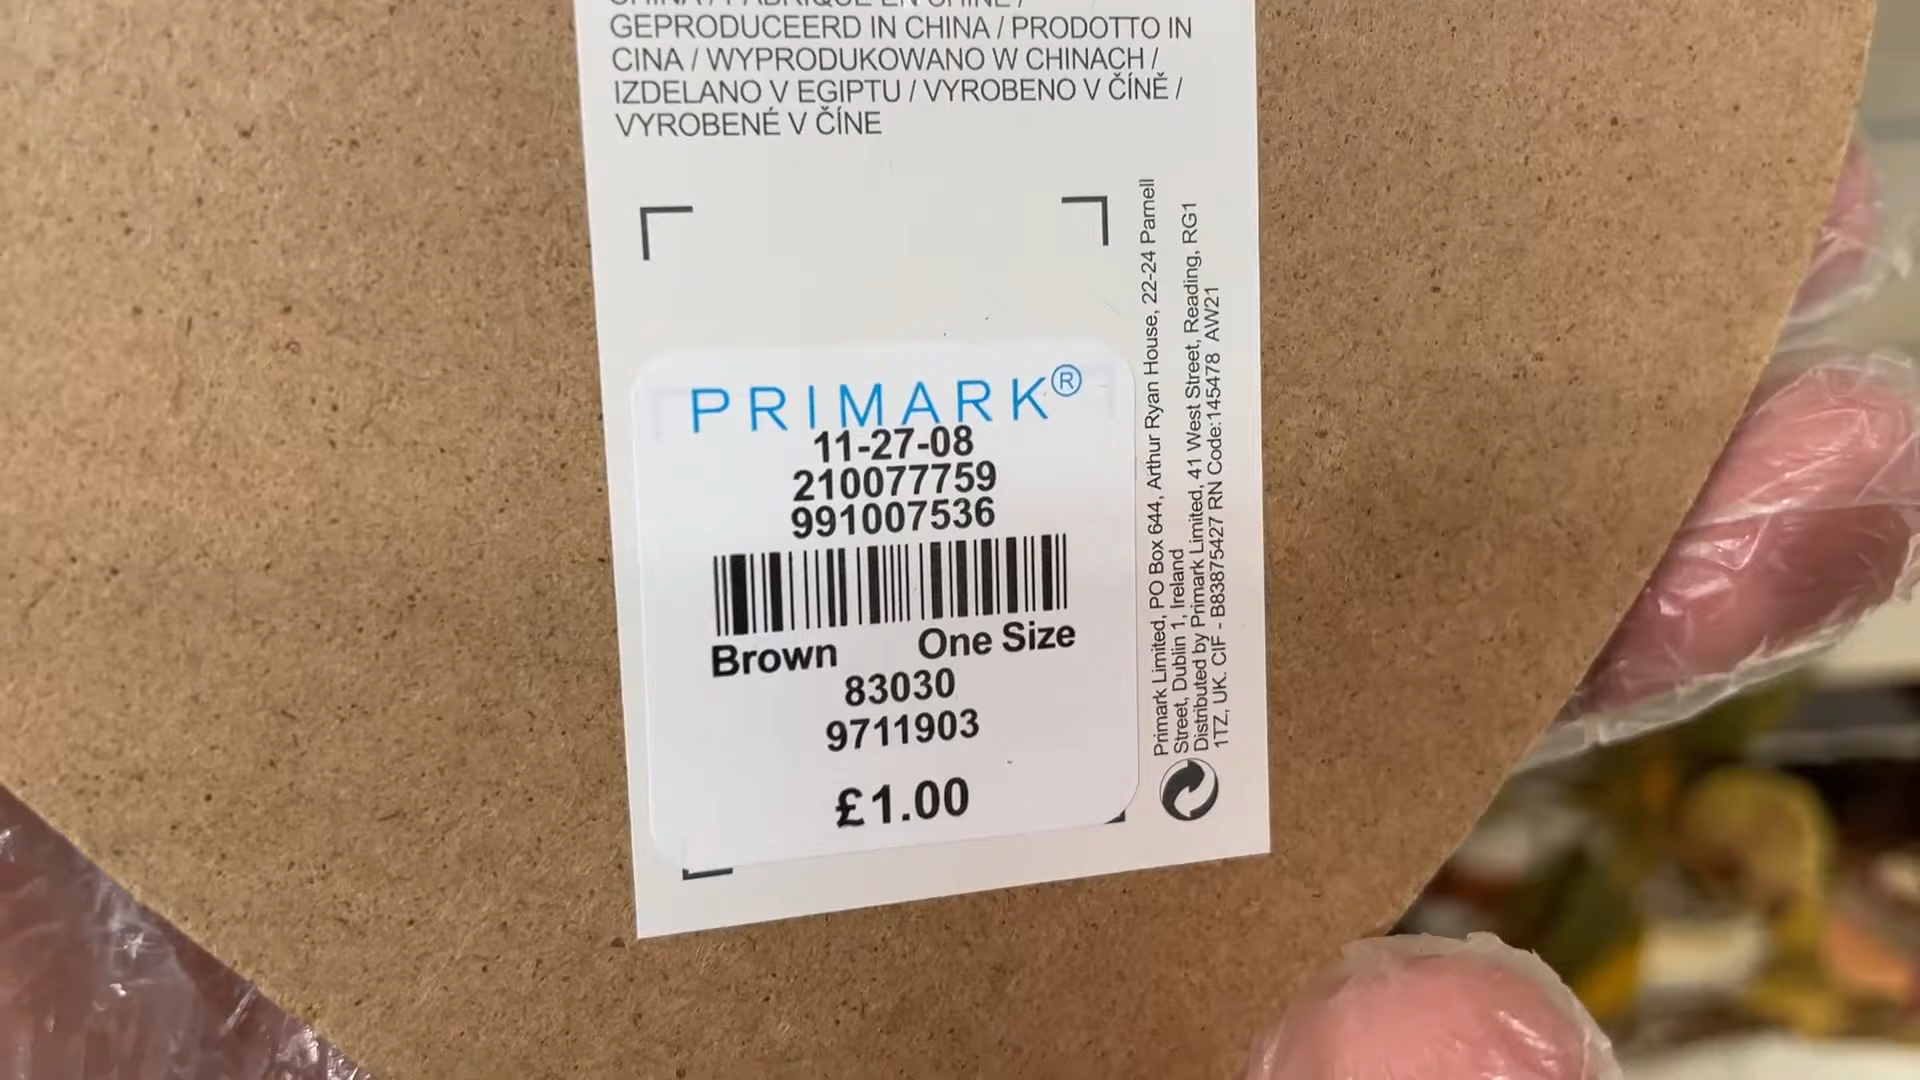 GEPRODUCEERD IN CHINA / PRODOTTO IN
CINA / WYPRODUKOWANO W CHINACH /
IZDELANO V EGIPTU / VYROBENO V ČÍNĚ /
VYROBENÉ V ČÍNE
PRIMARK®
11-27-08
210077759
991007536
Brown One Size
83030
9711903
£1.00
Primark Limited, PO Box 644, Arthur Ryan House, 22-24 Parnell
Street, Dublin 1, Ireland
Distributed by Primark Limited, 41 West Street, Reading, RG1
1TZ, UK. CIF - B83875427 RN Code:145478 AW21